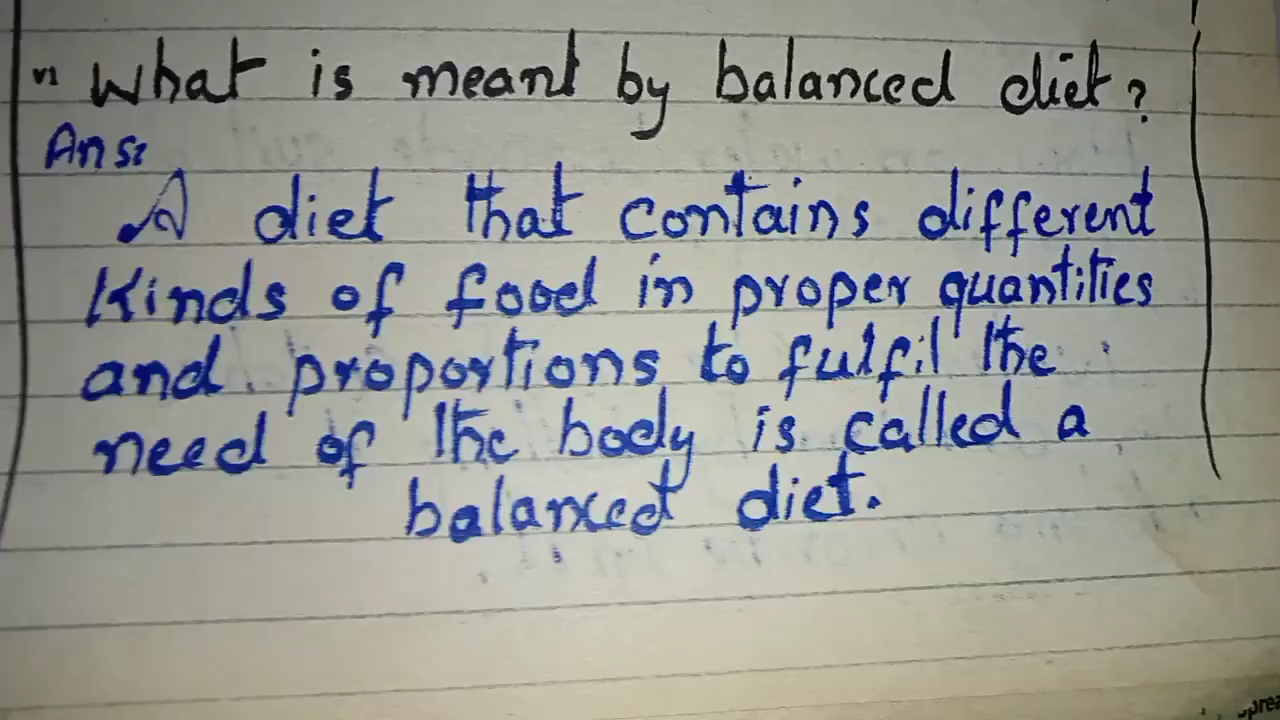 " What is meant by balanced diet?
Ans:
A diet that contains different
kinds of food in proper quantities
and proportions to fulfil the
need of the body is called a
balanced diet.